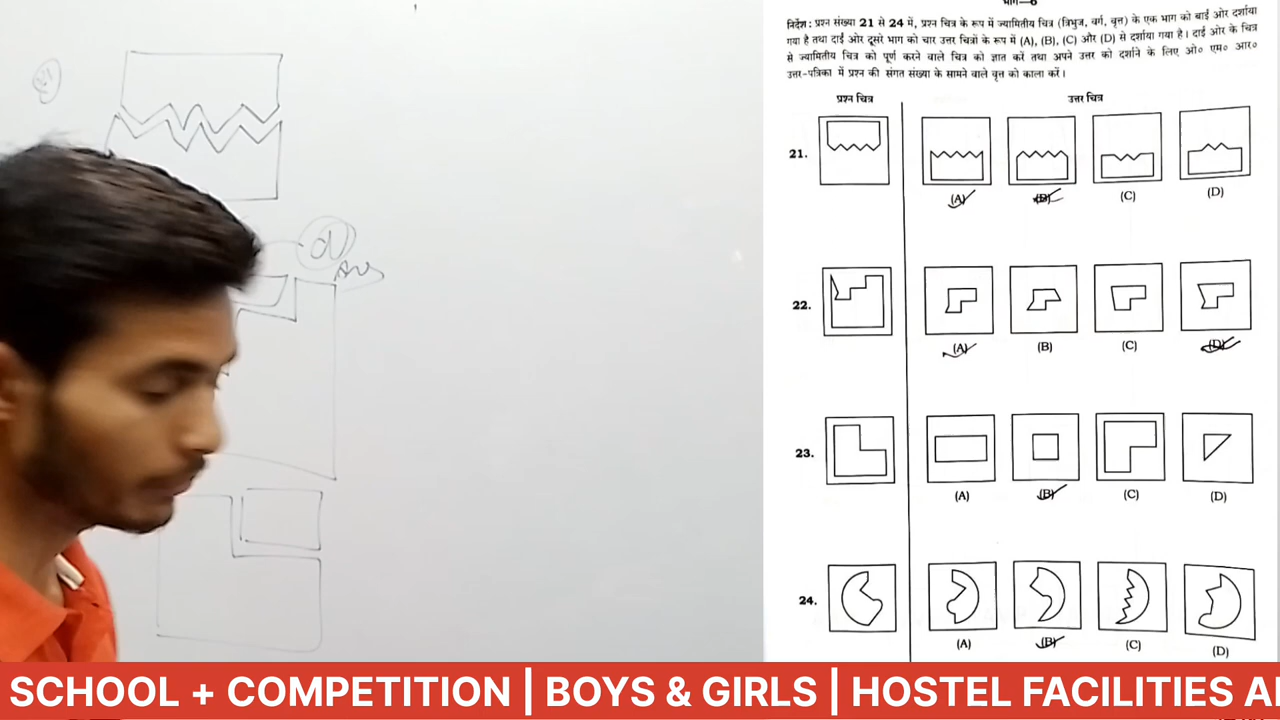 भाग—6
निर्देश : प्रश्न संख्या 21 से 24 में, प्रश्न चित्र के रूप में ज्यामितीय चित्र (त्रिभुज, वर्ग, वृत्त) के एक भाग को बाईं ओर दर्शाया
गया है तथा दाईं ओर दूसरे भाग को चार उत्तर चित्रों के रूप में (A), (B), (C) और (D) से दर्शाया गया है। दाईं ओर के चित्र
से ज्यामितीय चित्र को पूर्ण करने वाले चित्र को ज्ञात करें तथा अपने उत्तर को दर्शाने के लिए ओ० एम० आर०
उत्तर-पत्रिका में प्रश्न की संगत संख्या के सामने वाले वृत्त को काला करें।
प्रश्न चित्र उत्तर चित्र
21.
(A) (B) (C) (D)
22.
(A) (B) (C) (D)
23.
(A) (B) (C) (D)
24.
(A) (B) (C) (D)
Ans
SCHOOL + COMPETITION | BOYS & GIRLS | HOSTEL FACILITIES